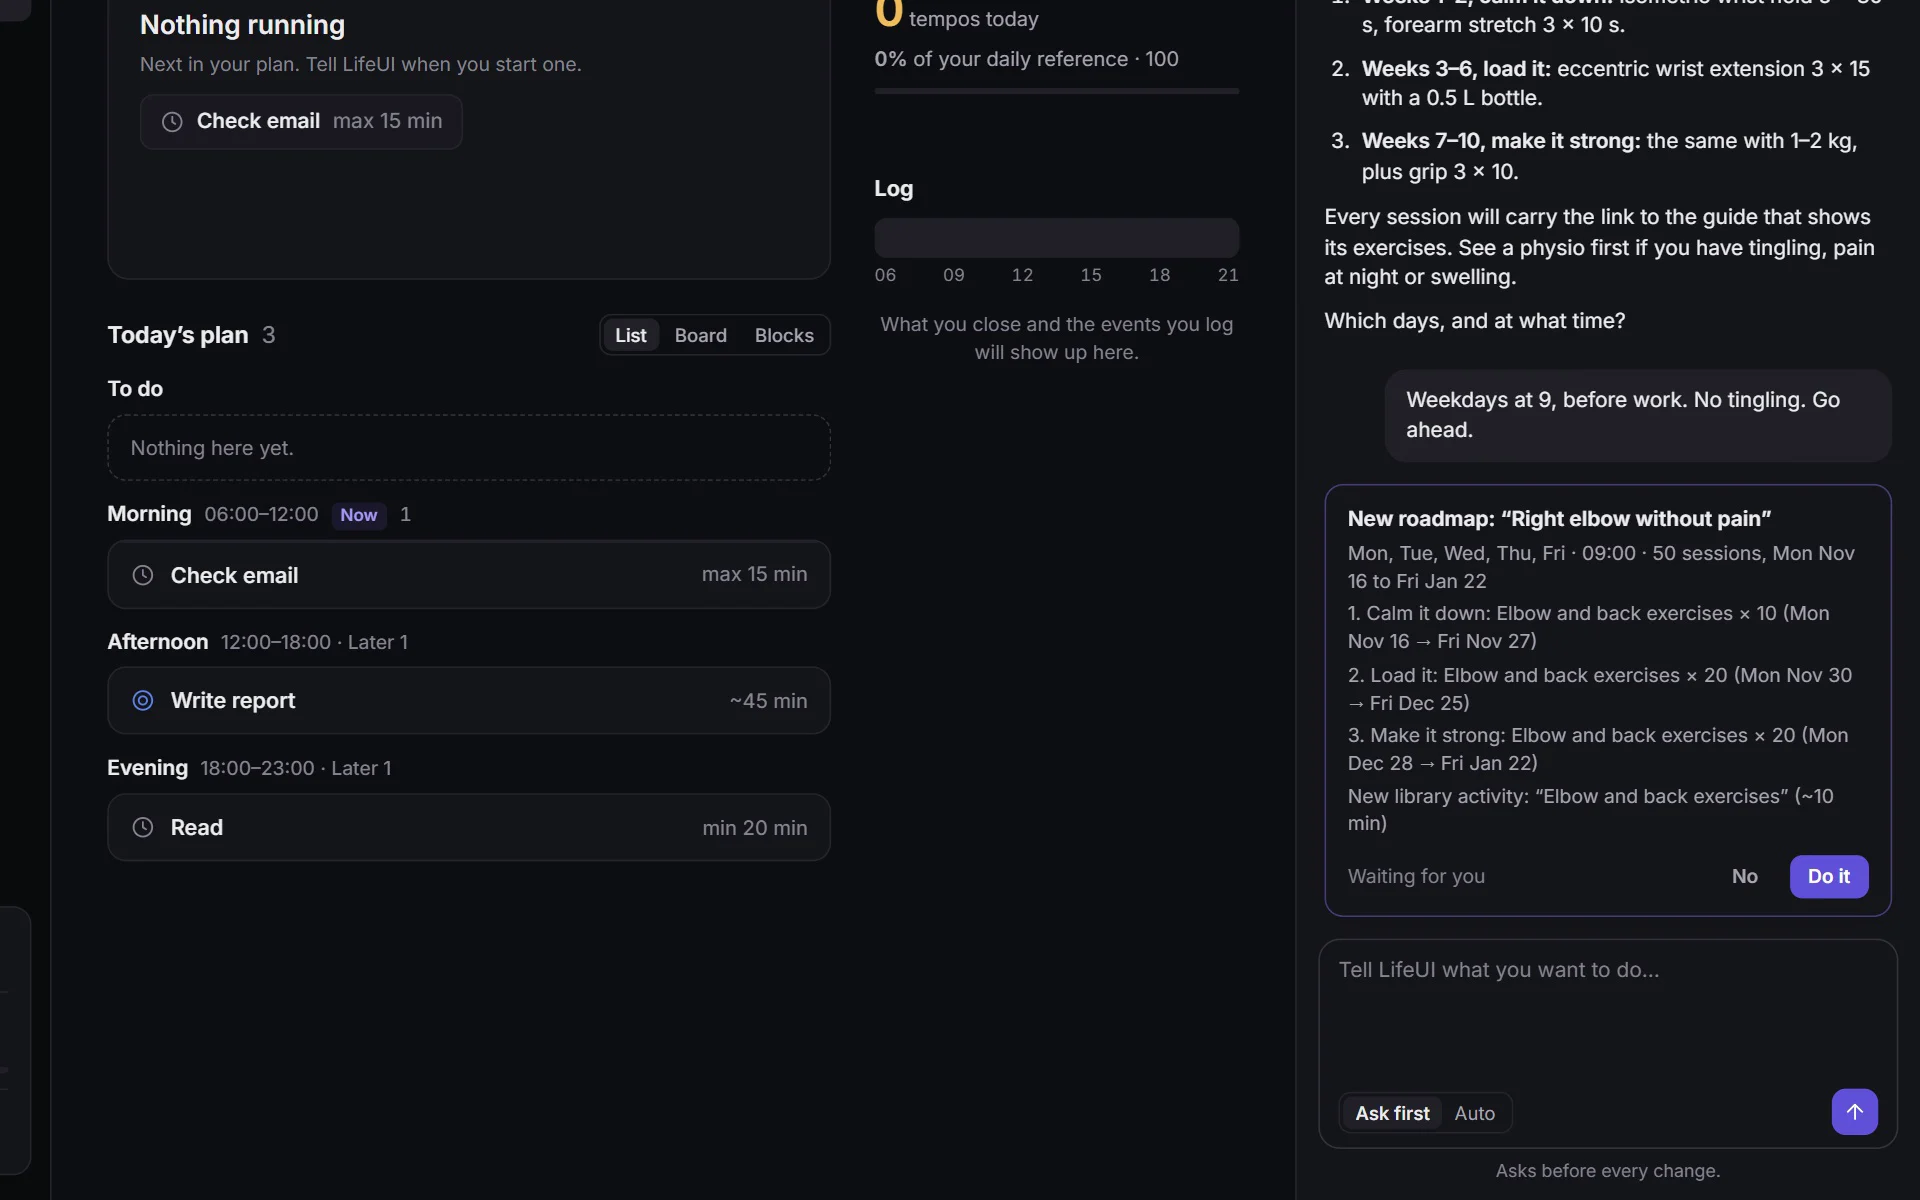 Nothing running
Next in your plan. Tell LifeUI when you start one.
Check email max 15 min
Today's plan 3
List Board Blocks
To do
Nothing here yet.
Morning 06:00–12:00 Now 1
Check email max 15 min
Afternoon 12:00–18:00 · Later 1
Write report ~45 min
Evening 18:00–23:00 · Later 1
Read min 20 min
0 tempos today
0% of your daily reference · 100
Log
06 09 12 15 18 21
What you close and the events you log
will show up here.
s, forearm stretch 3 × 10 s.
2. Weeks 3–6, load it: eccentric wrist extension 3 × 15
with a 0.5 L bottle.
3. Weeks 7–10, make it strong: the same with 1–2 kg,
plus grip 3 × 10.
Every session will carry the link to the guide that shows
its exercises. See a physio first if you have tingling, pain
at night or swelling.
Which days, and at what time?
Weekdays at 9, before work. No tingling. Go
ahead.
New roadmap: “Right elbow without pain”
Mon, Tue, Wed, Thu, Fri · 09:00 · 50 sessions, Mon Nov
16 to Fri Jan 22
1. Calm it down: Elbow and back exercises × 10 (Mon
Nov 16 → Fri Nov 27)
2. Load it: Elbow and back exercises × 20 (Mon Nov 30
→ Fri Dec 25)
3. Make it strong: Elbow and back exercises × 20 (Mon
Dec 28 → Fri Jan 22)
New library activity: “Elbow and back exercises” (~10
min)
Waiting for you No Do it
Tell LifeUI what you want to do...
Ask first Auto
Asks before every change.